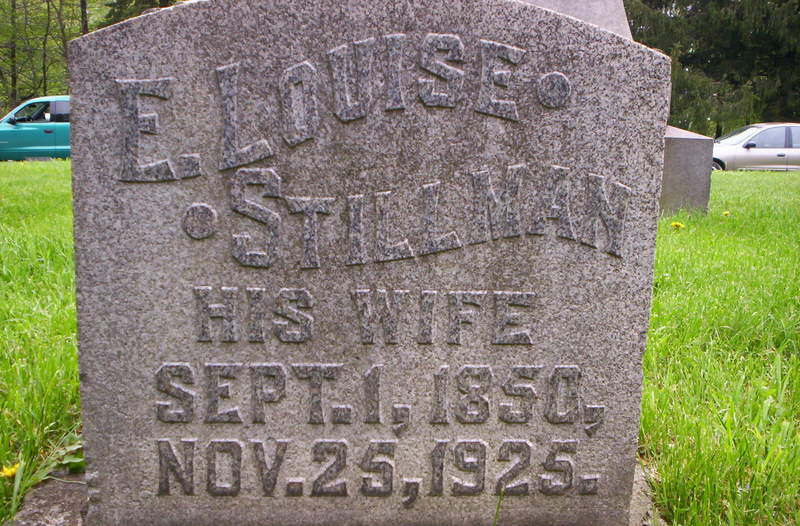 E. LOUISE
STILLMAN
HIS WIFE
SEPT. 1, 1850,
NOV. 25, 1925.